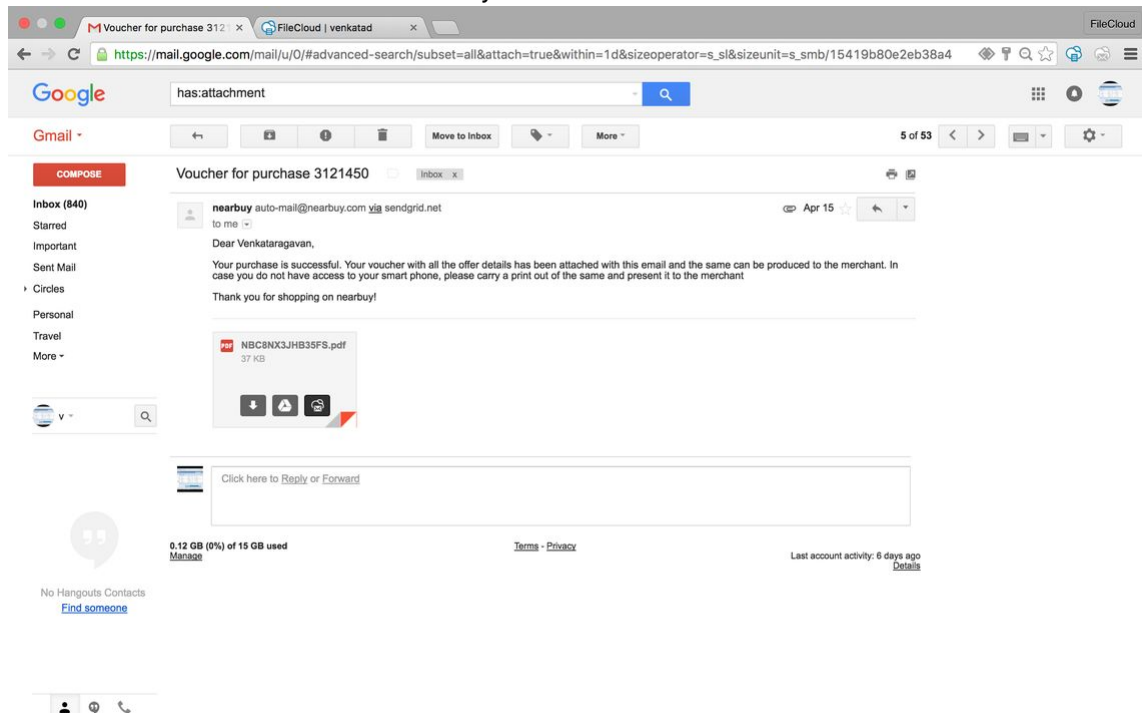 Voucher for purchase 3121
FileCloud | venkatad
FileCloud
https://mail.google.com/mail/u/0/#advanced-search/subset=all&attach=true&within=1d&sizeoperator=s_sl&sizeunit=s_smb/15419b80e2eb38a4
Google
has:attachment
Gmail
Move to Inbox
More
5 of 53
COMPOSE
Voucher for purchase 3121450
Inbox x
Inbox (840)
Starred
Important
Sent Mail
Circles
Personal
Travel
More
nearbuy auto-mail@nearbuy.com via sendgrid.net
Apr 15
to me
Dear Venkataragavan,
Your purchase is successful. Your voucher with all the offer details has been attached with this email and the same can be produced to the merchant. In
case you do not have access to your smart phone, please carry a print out of the same and present it to the merchant
Thank you for shopping on nearbuy!
PDF NBC8NX3JHB35FS.pdf
37 KB
v
Click here to Reply or Forward
0.12 GB (0%) of 15 GB used
Manage
Terms - Privacy
Last account activity: 6 days ago
Details
No Hangouts Contacts
Find someone